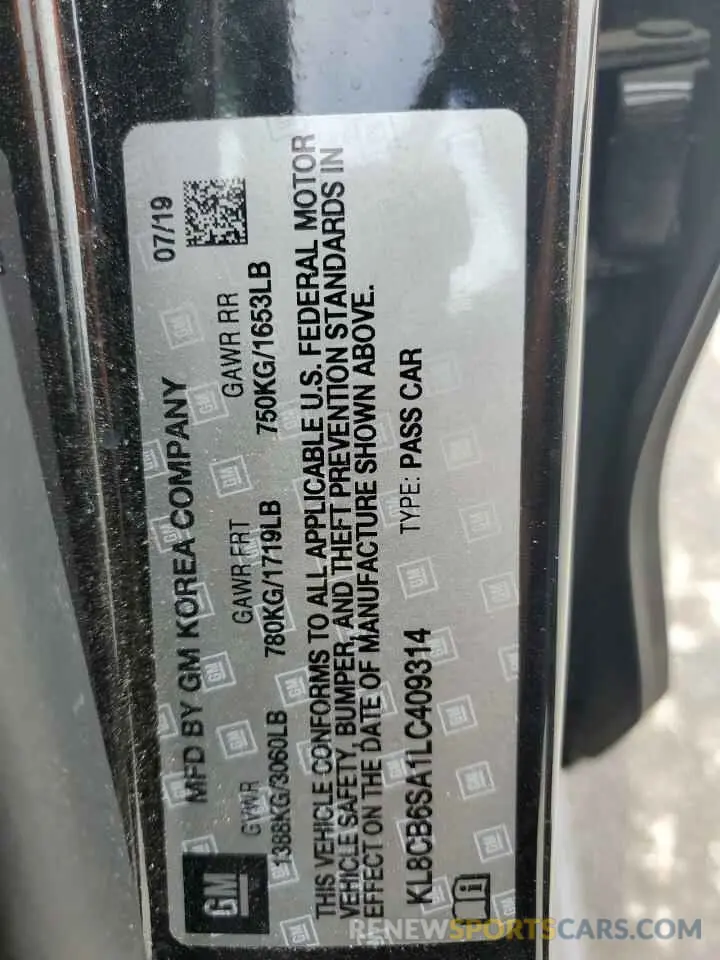 MFD BY GM KOREA COMPANY 07/19
GM
GVWR GAWR FRT GAWR RR
1388KG/3060LB 780KG/1719LB 750KG/1653LB
THIS VEHICLE CONFORMS TO ALL APPLICABLE U.S. FEDERAL MOTOR
VEHICLE SAFETY, BUMPER, AND THEFT PREVENTION STANDARDS IN
EFFECT ON THE DATE OF MANUFACTURE SHOWN ABOVE.
KL8CB6SA1LC409314 TYPE: PASS CAR
RENEWSPORTSCARS.COM